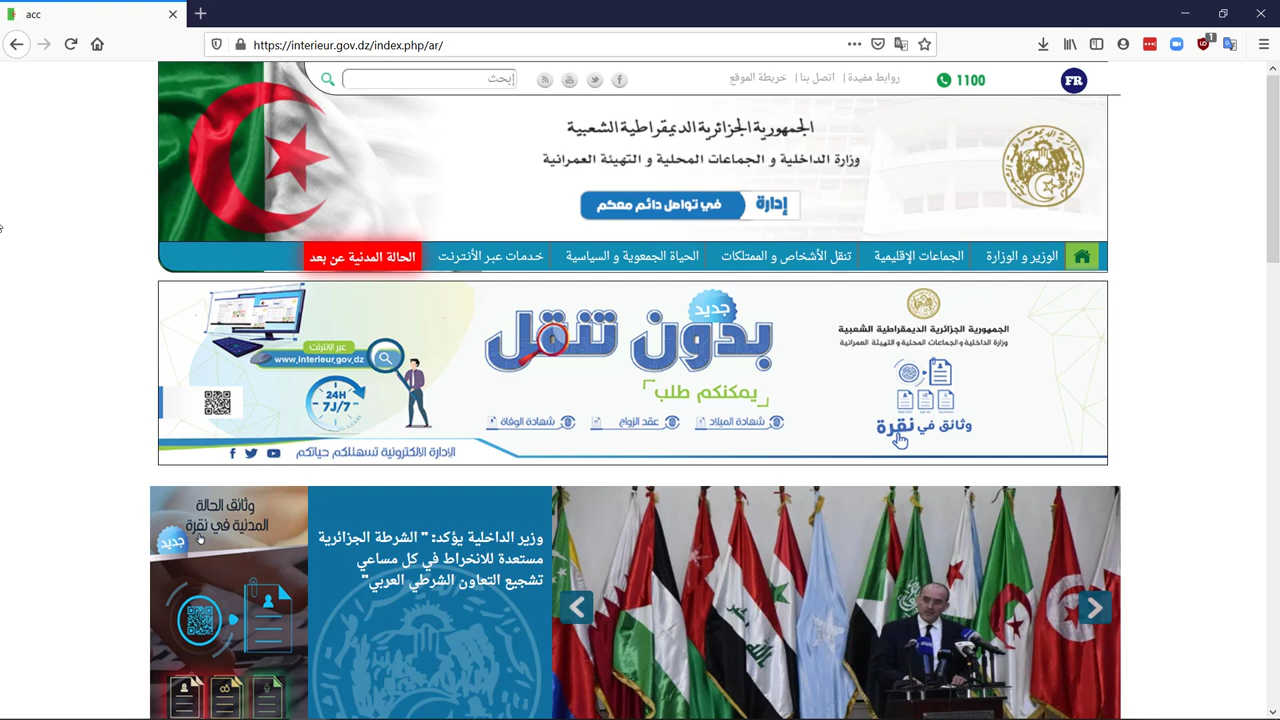 acc
https://interieur.gov.dz/index.php/ar/
1
FR
1100
روابط مفيدة | اتصل بنا | خريطة الموقع
إبحث
الجمهورية الجزائرية الديمقراطية الشعبية
وزارة الداخلية و الجماعات المحلية و التهيئة العمرانية
إدارة في تواصل دائم معكم
الوزير و الوزارة
الجماعات الإقليمية
تنقل الأشخاص و الممتلكات
الحياة الجمعوية و السياسية
خدمات عبر الأنترنت
الحالة المدنية عن بعد
الجمهورية الجزائرية الديمقراطية الشعبية
وزارة الداخلية و الجماعات المحلية و التهيئة العمرانية
وثائق في نقرة
جديد
بدون تنقل
يمكنكم طلب
شهادة الميلاد
عقد الزواج
شهادة الوفاة
عبر الانترنت
www.interieur.gov.dz
24H
7J/7
الإدارة الالكترونية تسهلكم حياتكم
وزير الداخلية يؤكد: " الشرطة الجزائرية
مستعدة للانخراط في كل مساعي
تشجيع التعاون الشرطي العربي"
وثائق الحالة
المدنية في نقرة
جديد